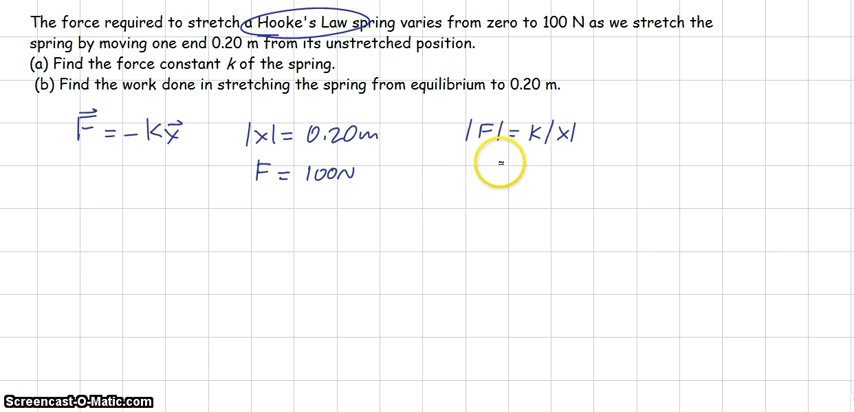 The force required to stretch a Hooke's Law spring varies from zero to 100 N as we stretch the
spring by moving one end 0.20 m from its unstretched position.
(a) Find the force constant k of the spring.
(b) Find the work done in stretching the spring from equilibrium to 0.20 m.
F⃗ = -kx⃗ |x| = 0.20m |F| = k|x|
F = 100N
Screencast-O-Matic.com